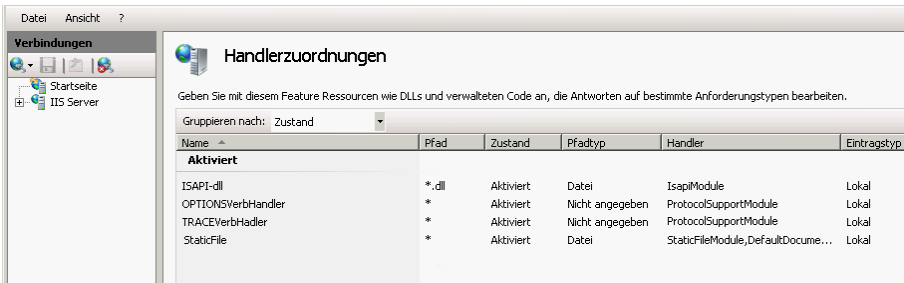 Datei Ansicht ?
Verbindungen
Startseite
IIS Server
Handlerzuordnungen
Geben Sie mit diesem Feature Ressourcen wie DLLs und verwalteten Code an, die Antworten auf bestimmte Anforderungstypen bearbeiten.
Gruppieren nach: Zustand
Name Pfad Zustand Pfadtyp Handler Eintragstyp
Aktiviert
ISAPI-dll *.dll Aktiviert Datei IsapiModule Lokal
OPTIONSVerbHandler * Aktiviert Nicht angegeben ProtocolSupportModule Lokal
TRACEVerbHadler * Aktiviert Nicht angegeben ProtocolSupportModule Lokal
StaticFile * Aktiviert Datei StaticFileModule,DefaultDocume... Lokal